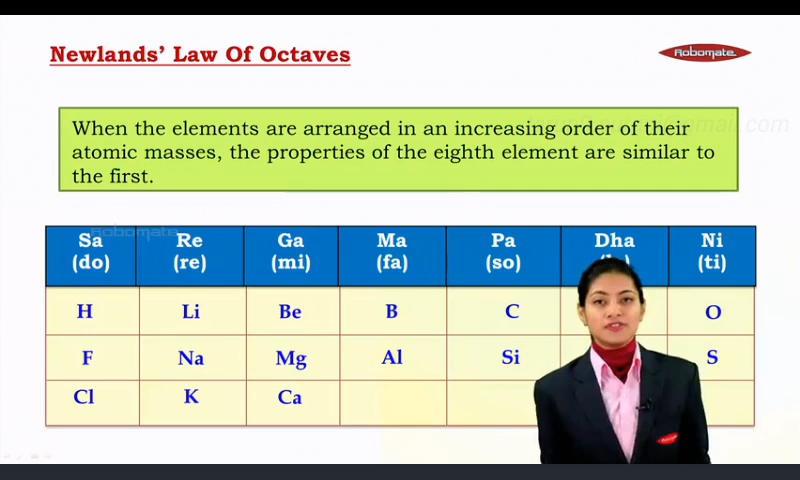 Newlands’ Law Of Octaves
Robomate
When the elements are arranged in an increasing order of their
atomic masses, the properties of the eighth element are similar to
the first.
Robomate
Sa Re Ga Ma Pa Dha Ni
(do) (re) (mi) (fa) (so) (ti)
H Li Be B C O
F Na Mg Al Si S
Cl K Ca